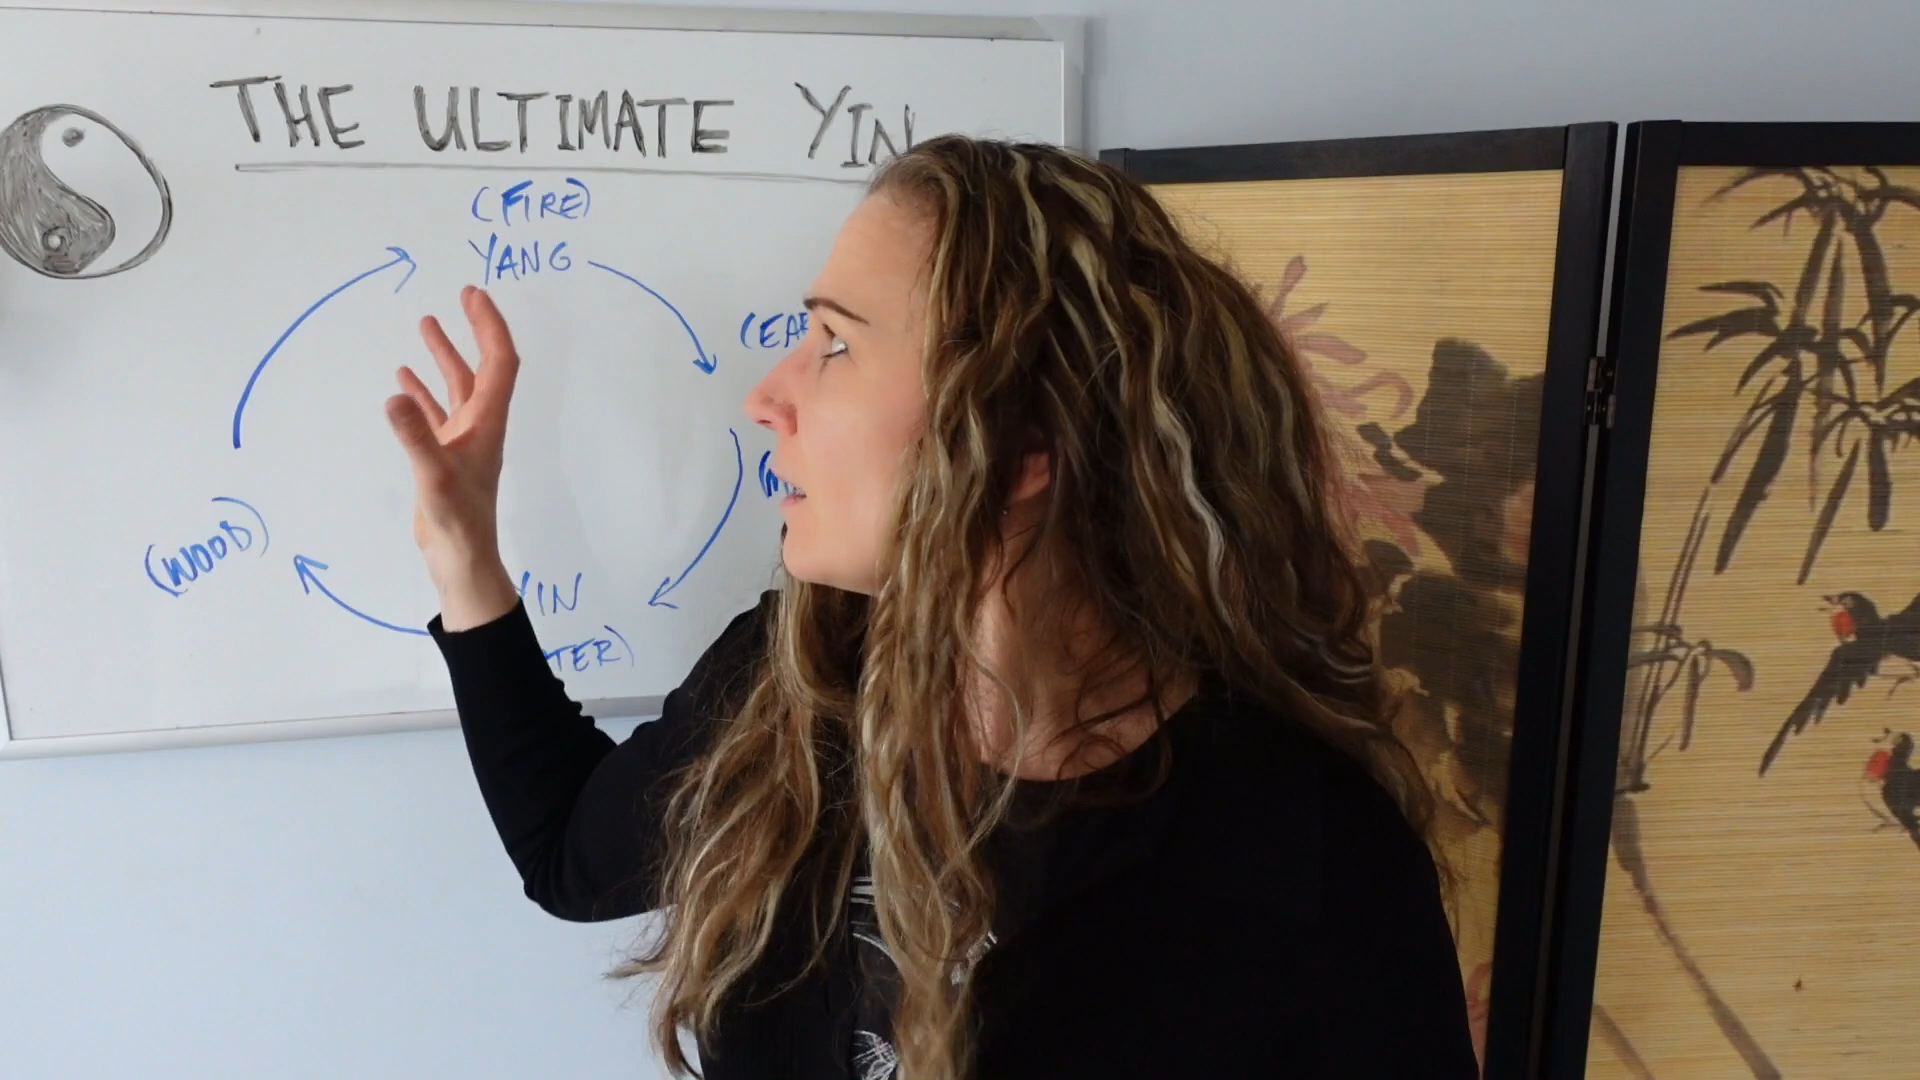 THE ULTIMATE YIN
(FIRE)
YANG
(WOOD)
YIN